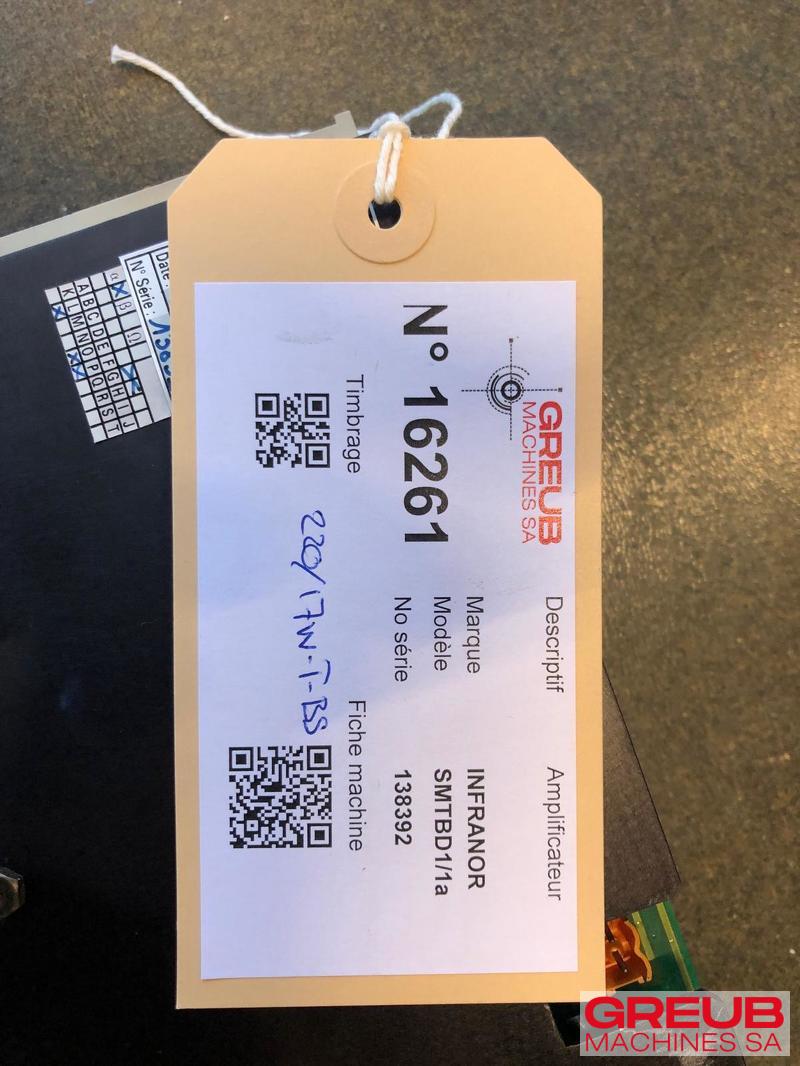 GREUB
MACHINES SA
Descriptif Amplificateur
N° 16261
Marque INFRANOR
Modèle SMTBD1/1a
No série 138392
Timbrage
Fiche machine
220/17W-T-BS
Date :
N° Série :
α β Ω
A B C D E F G H I J
K L M N O P Q R S T
GREUB
MACHINES SA